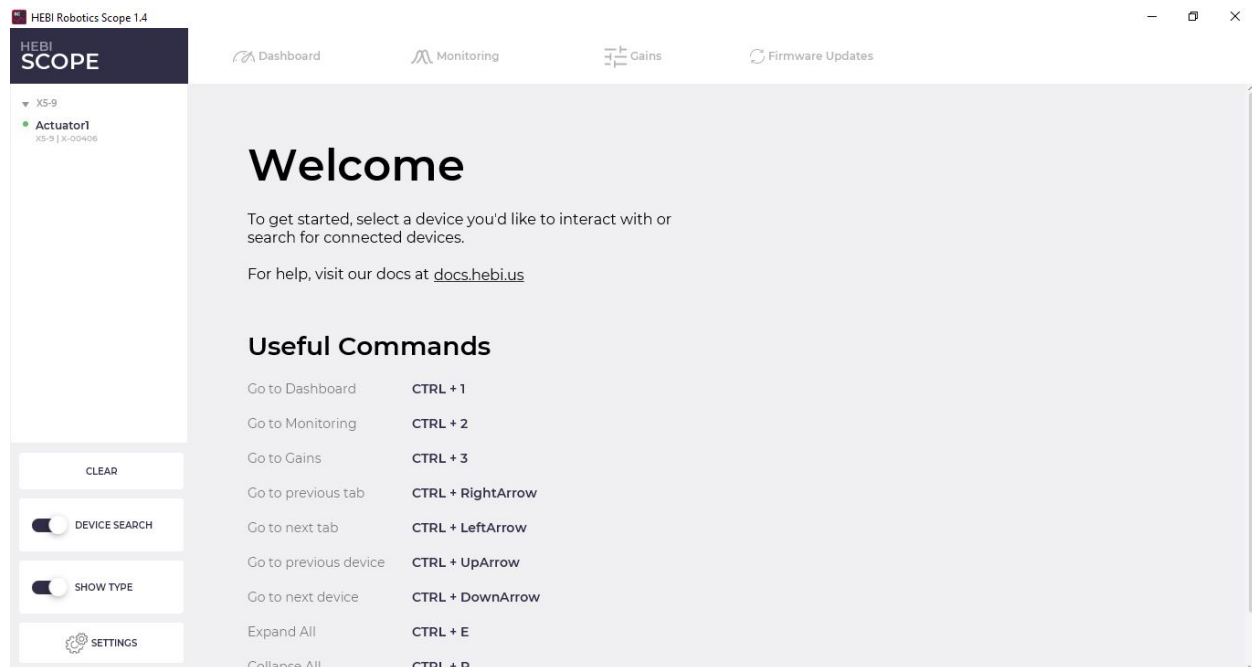 HEBI Robotics Scope 1.4
HEBI
SCOPE
Dashboard
Monitoring
Gains
Firmware Updates
X5-9
Actuator1
X5-9 | X-00406
Welcome
To get started, select a device you'd like to interact with or
search for connected devices.
For help, visit our docs at docs.hebi.us
Useful Commands
Go to Dashboard CTRL + 1
Go to Monitoring CTRL + 2
Go to Gains CTRL + 3
Go to previous tab CTRL + RightArrow
Go to next tab CTRL + LeftArrow
Go to previous device CTRL + UpArrow
Go to next device CTRL + DownArrow
Expand All CTRL + E
Collapse All CTRL +
CLEAR
DEVICE SEARCH
SHOW TYPE
SETTINGS